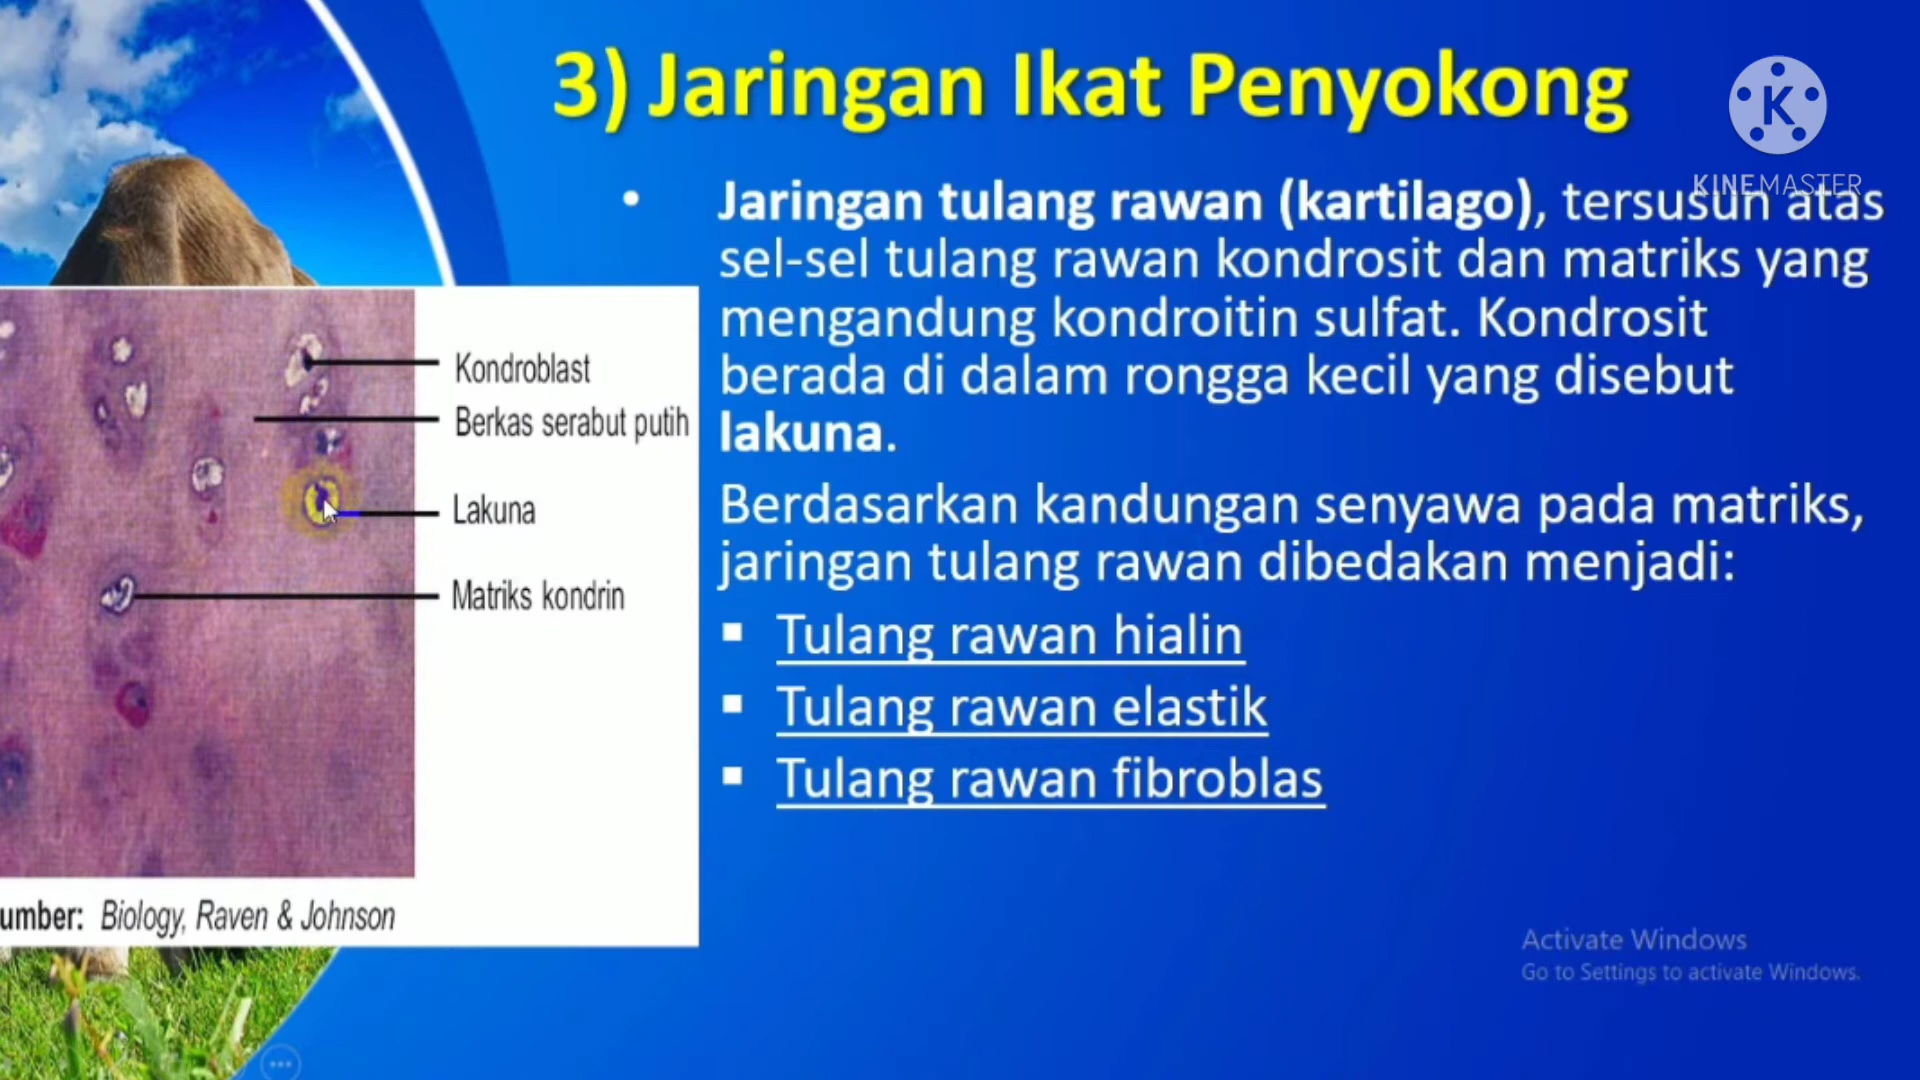 3) Jaringan Ikat Penyokong
KINEMASTER
• Jaringan tulang rawan (kartilago), tersusun atas
sel-sel tulang rawan kondrosit dan matriks yang
mengandung kondroitin sulfat. Kondrosit
berada di dalam rongga kecil yang disebut
lakuna.
Berdasarkan kandungan senyawa pada matriks,
jaringan tulang rawan dibedakan menjadi:
▪ Tulang rawan hialin
▪ Tulang rawan elastik
▪ Tulang rawan fibroblas
Kondroblast
Berkas serabut putih
Lakuna
Matriks kondrin
umber: Biology, Raven & Johnson
Activate Windows
Go to Settings to activate Windows.